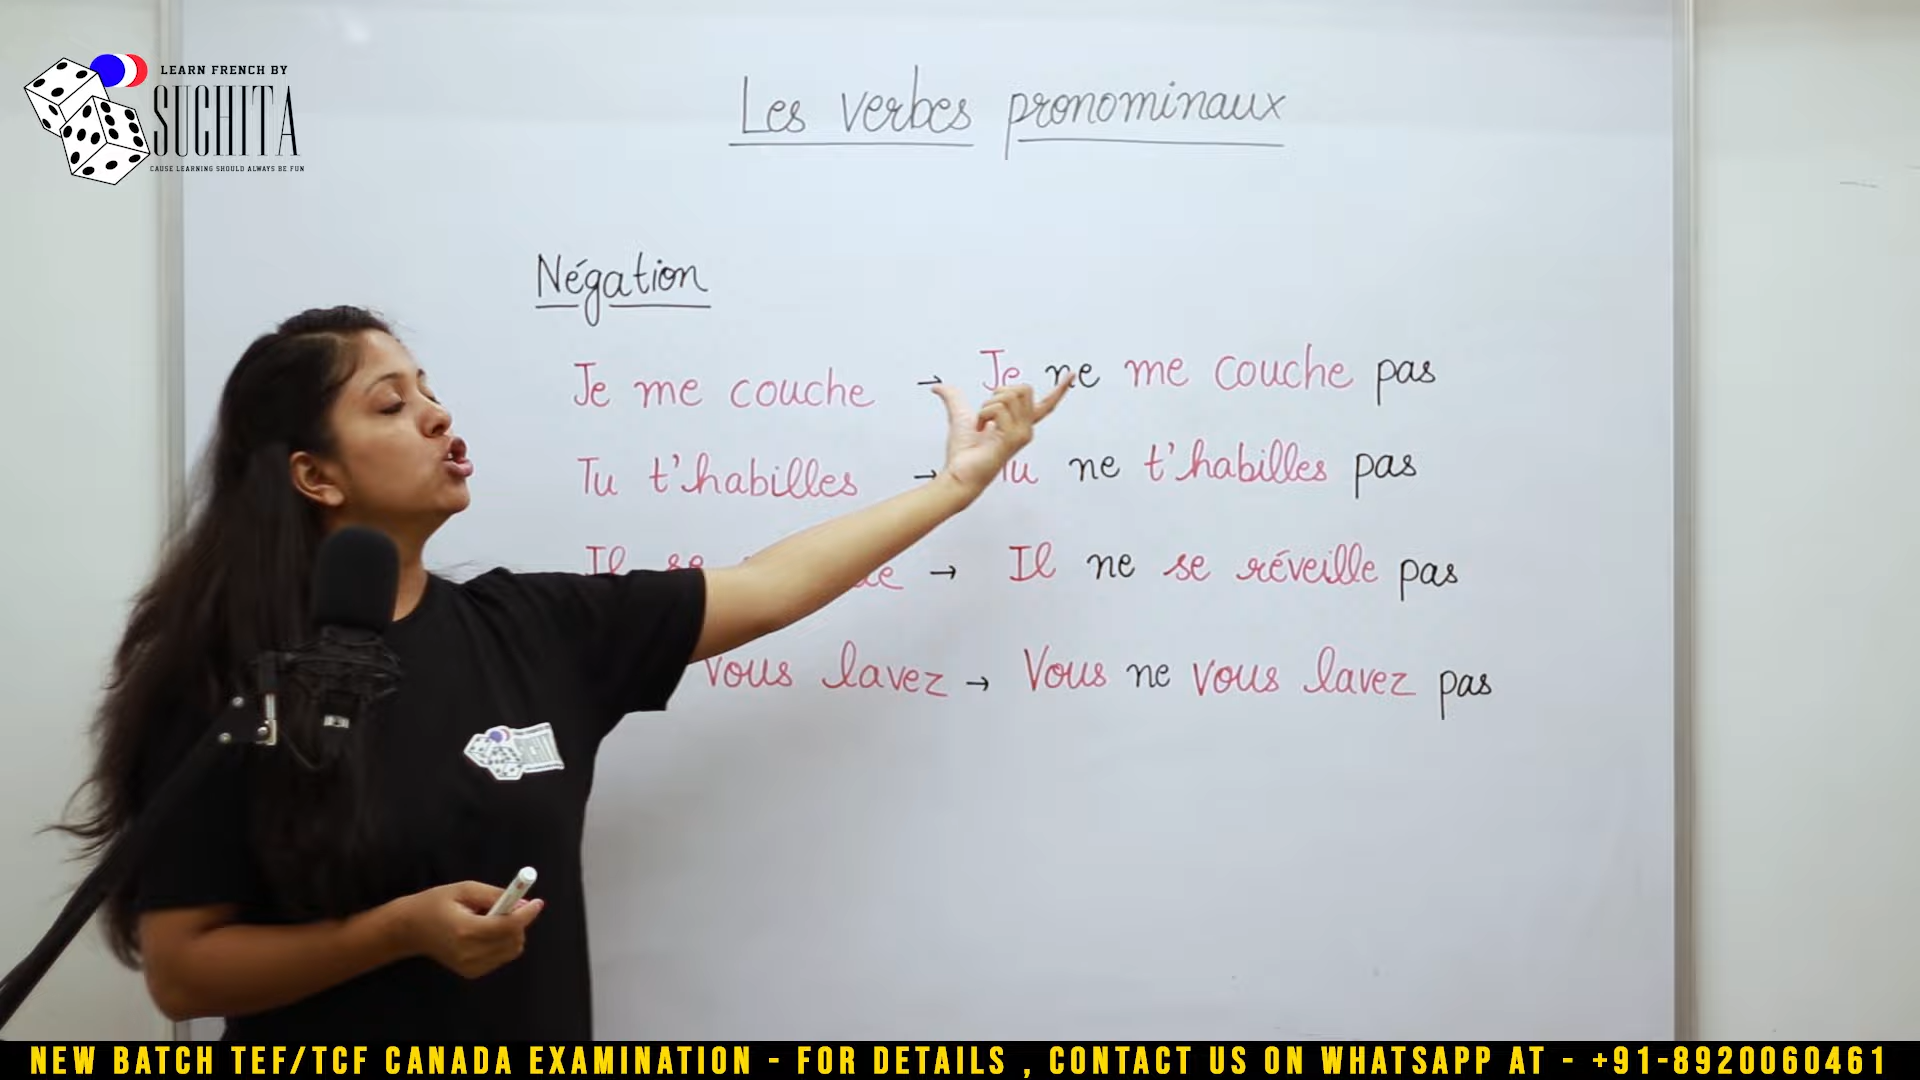 LEARN FRENCH BY
SUCHITA
CAUSE LEARNING SHOULD ALWAYS BE FUN
Les verbes pronominaux
Négation
Je me couche → Je ne me couche pas
Tu t'habilles → Tu ne t'habilles pas
Il se → Il ne se réveille pas
vous lavez → Vous ne vous lavez pas
NEW BATCH TEF/TCF CANADA EXAMINATION - FOR DETAILS , CONTACT US ON WHATSAPP AT - +91-8920060461